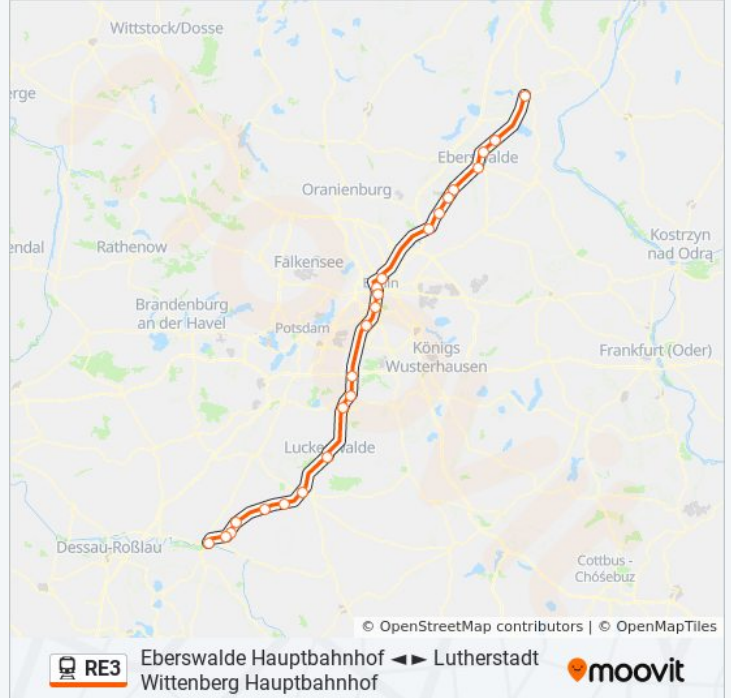 Wittstock/Dosse
erge
Eberswalde
Oranienburg
Kostrzyn
nad Odrą
endal
Rathenow
Falkensee
Berlin
Brandenburg
an der Havel
Potsdam
Königs
Wusterhausen
Frankfurt (Oder)
Luckenwalde
Dessau-Roßlau
Cottbus -
Chóśebuz
© OpenStreetMap contributors | © OpenMapTiles
RE3
Eberswalde Hauptbahnhof ◄ ► Lutherstadt
Wittenberg Hauptbahnhof
moovit